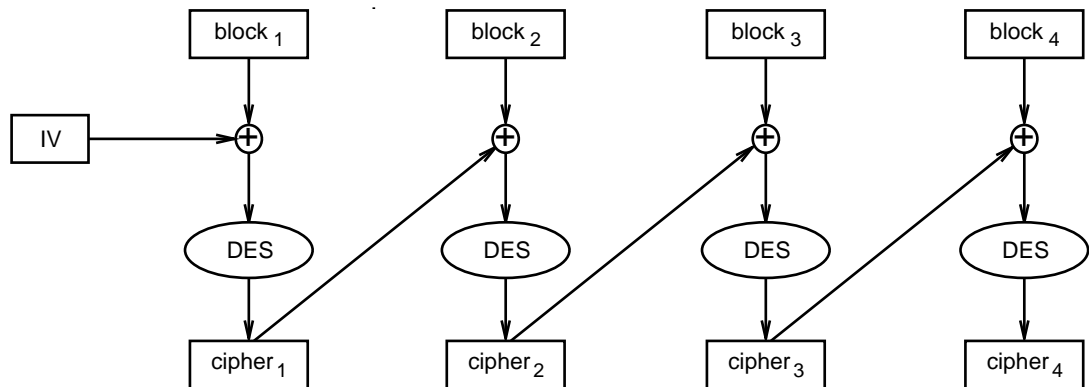 block 1 block 2 block 3 block 4
IV + + + +
DES DES DES DES
cipher 1 cipher 2 cipher 3 cipher 4